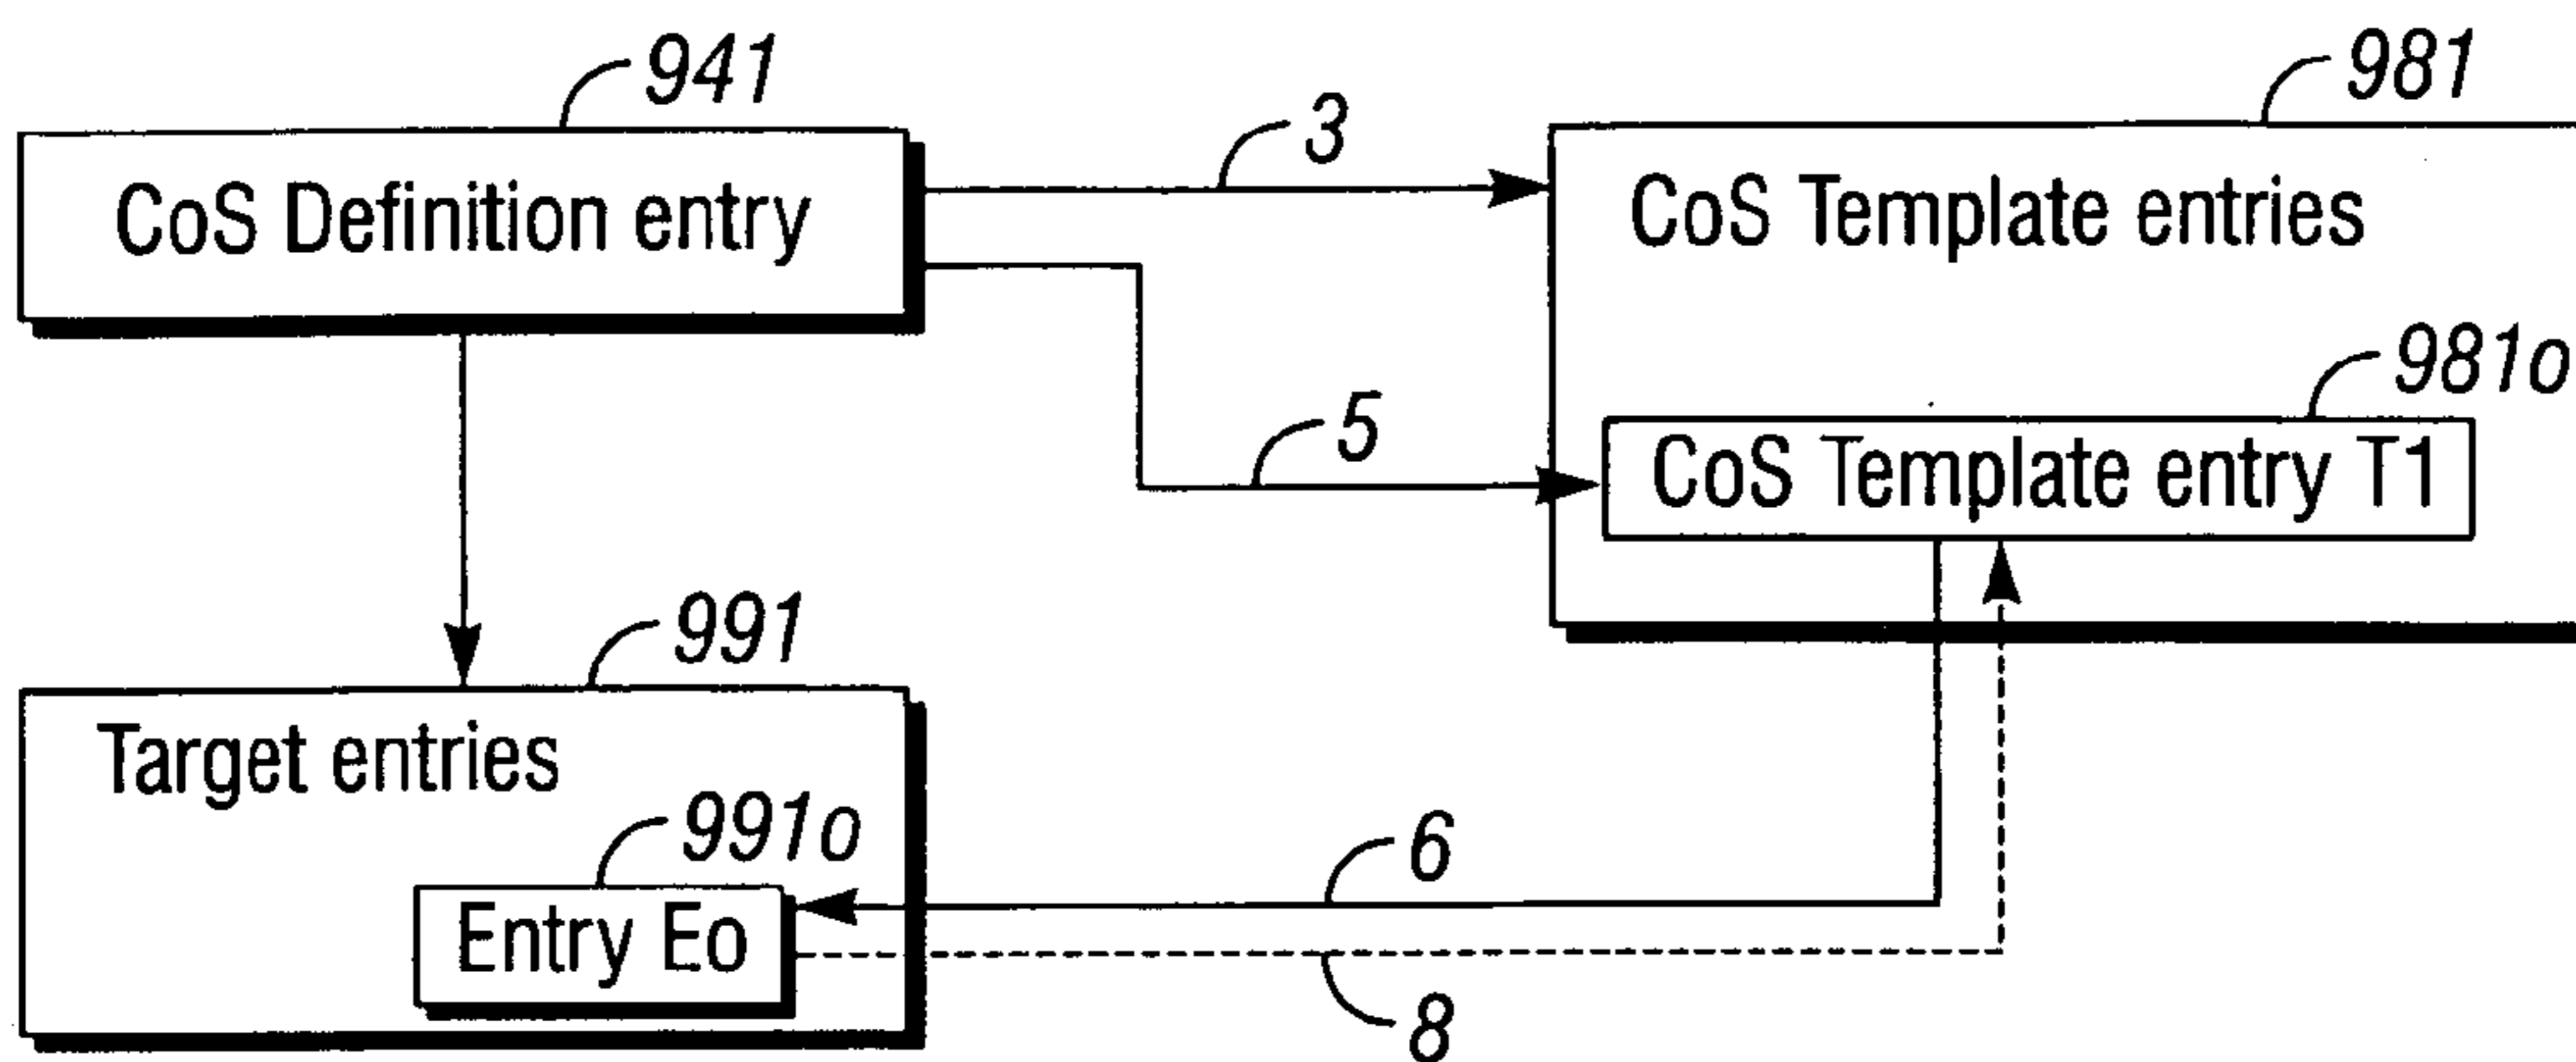 941
981
3
CoS Definition entry
CoS Template entries
981o
5
CoS Template entry T1
991
Target entries
991o
6
Entry Eo
8